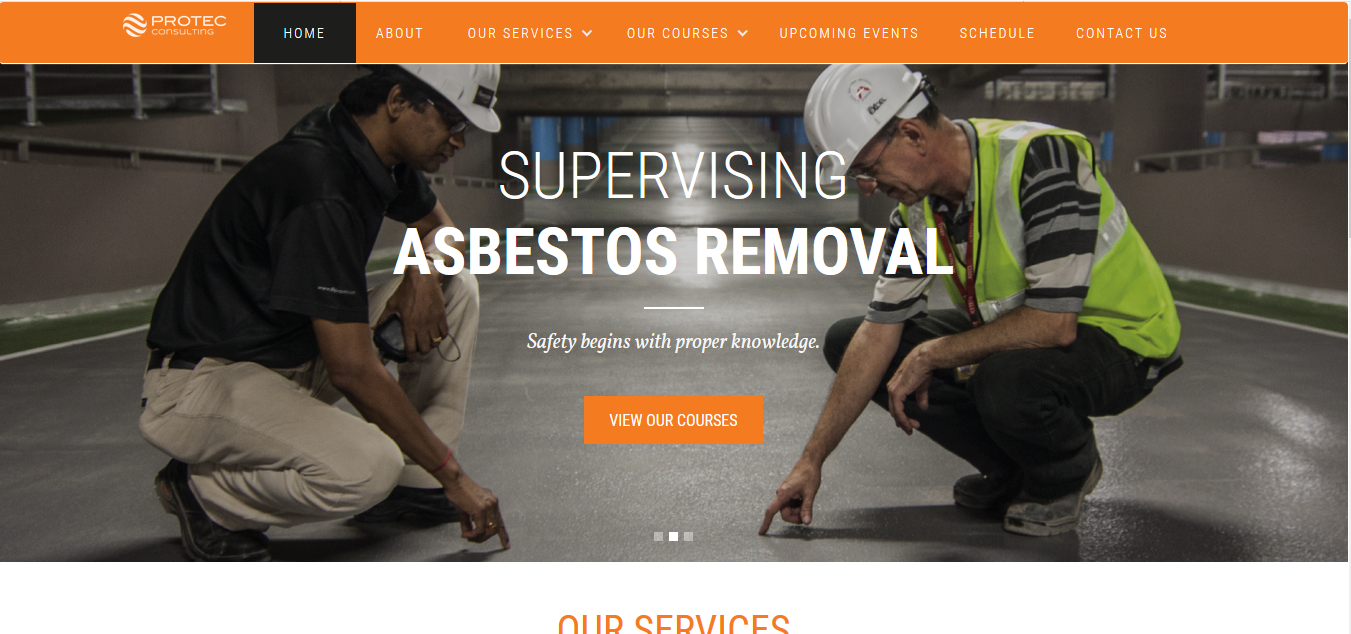 PROTEC
CONSULTING
HOME
ABOUT
OUR SERVICES
OUR COURSES
UPCOMING EVENTS
SCHEDULE
CONTACT US
SUPERVISING
ASBESTOS REMOVAL
Safety begins with proper knowledge.
VIEW OUR COURSES
OUR SERVICES